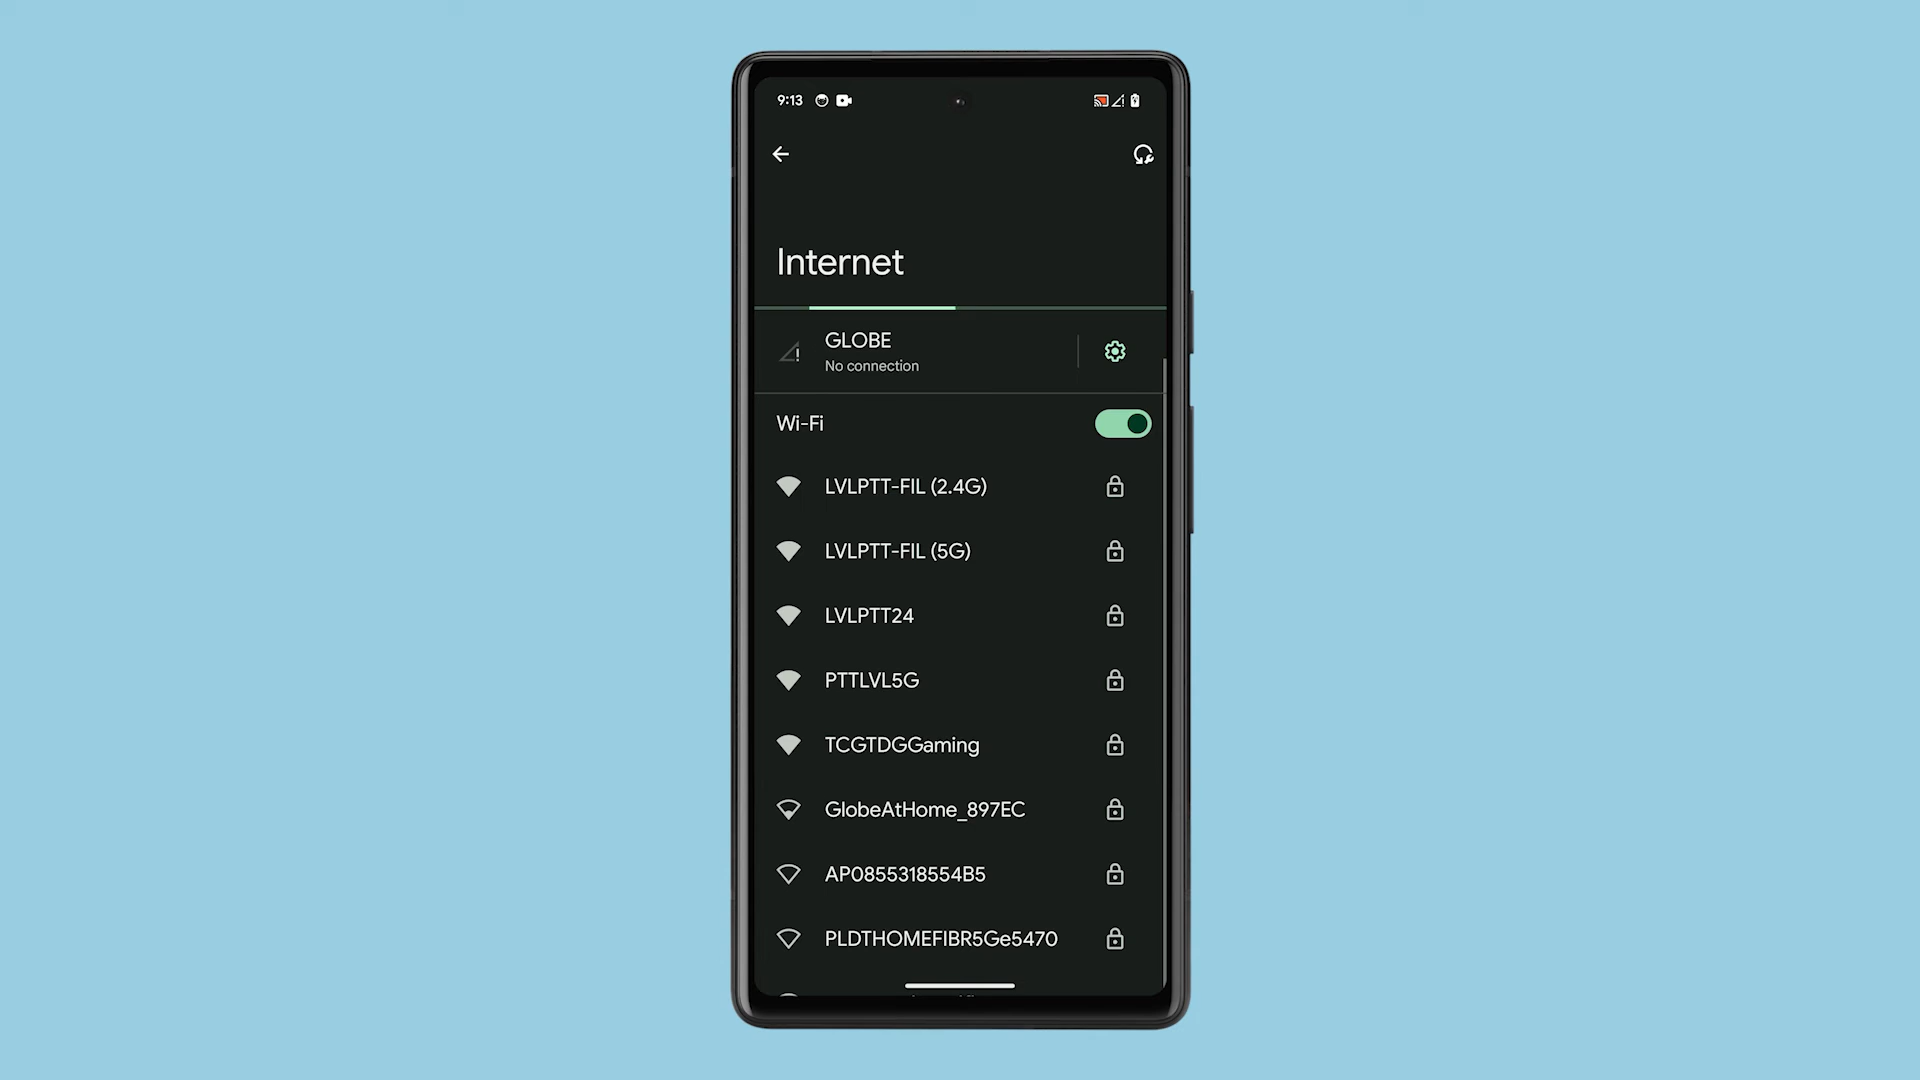 9:13
Internet
GLOBE
No connection
Wi-Fi
LVLPTT-FIL (2.4G)
LVLPTT-FIL (5G)
LVLPTT24
PTTLVL5G
TCGTDGGaming
GlobeAtHome_897EC
AP0855318554B5
PLDTHOMEFIBR5Ge5470